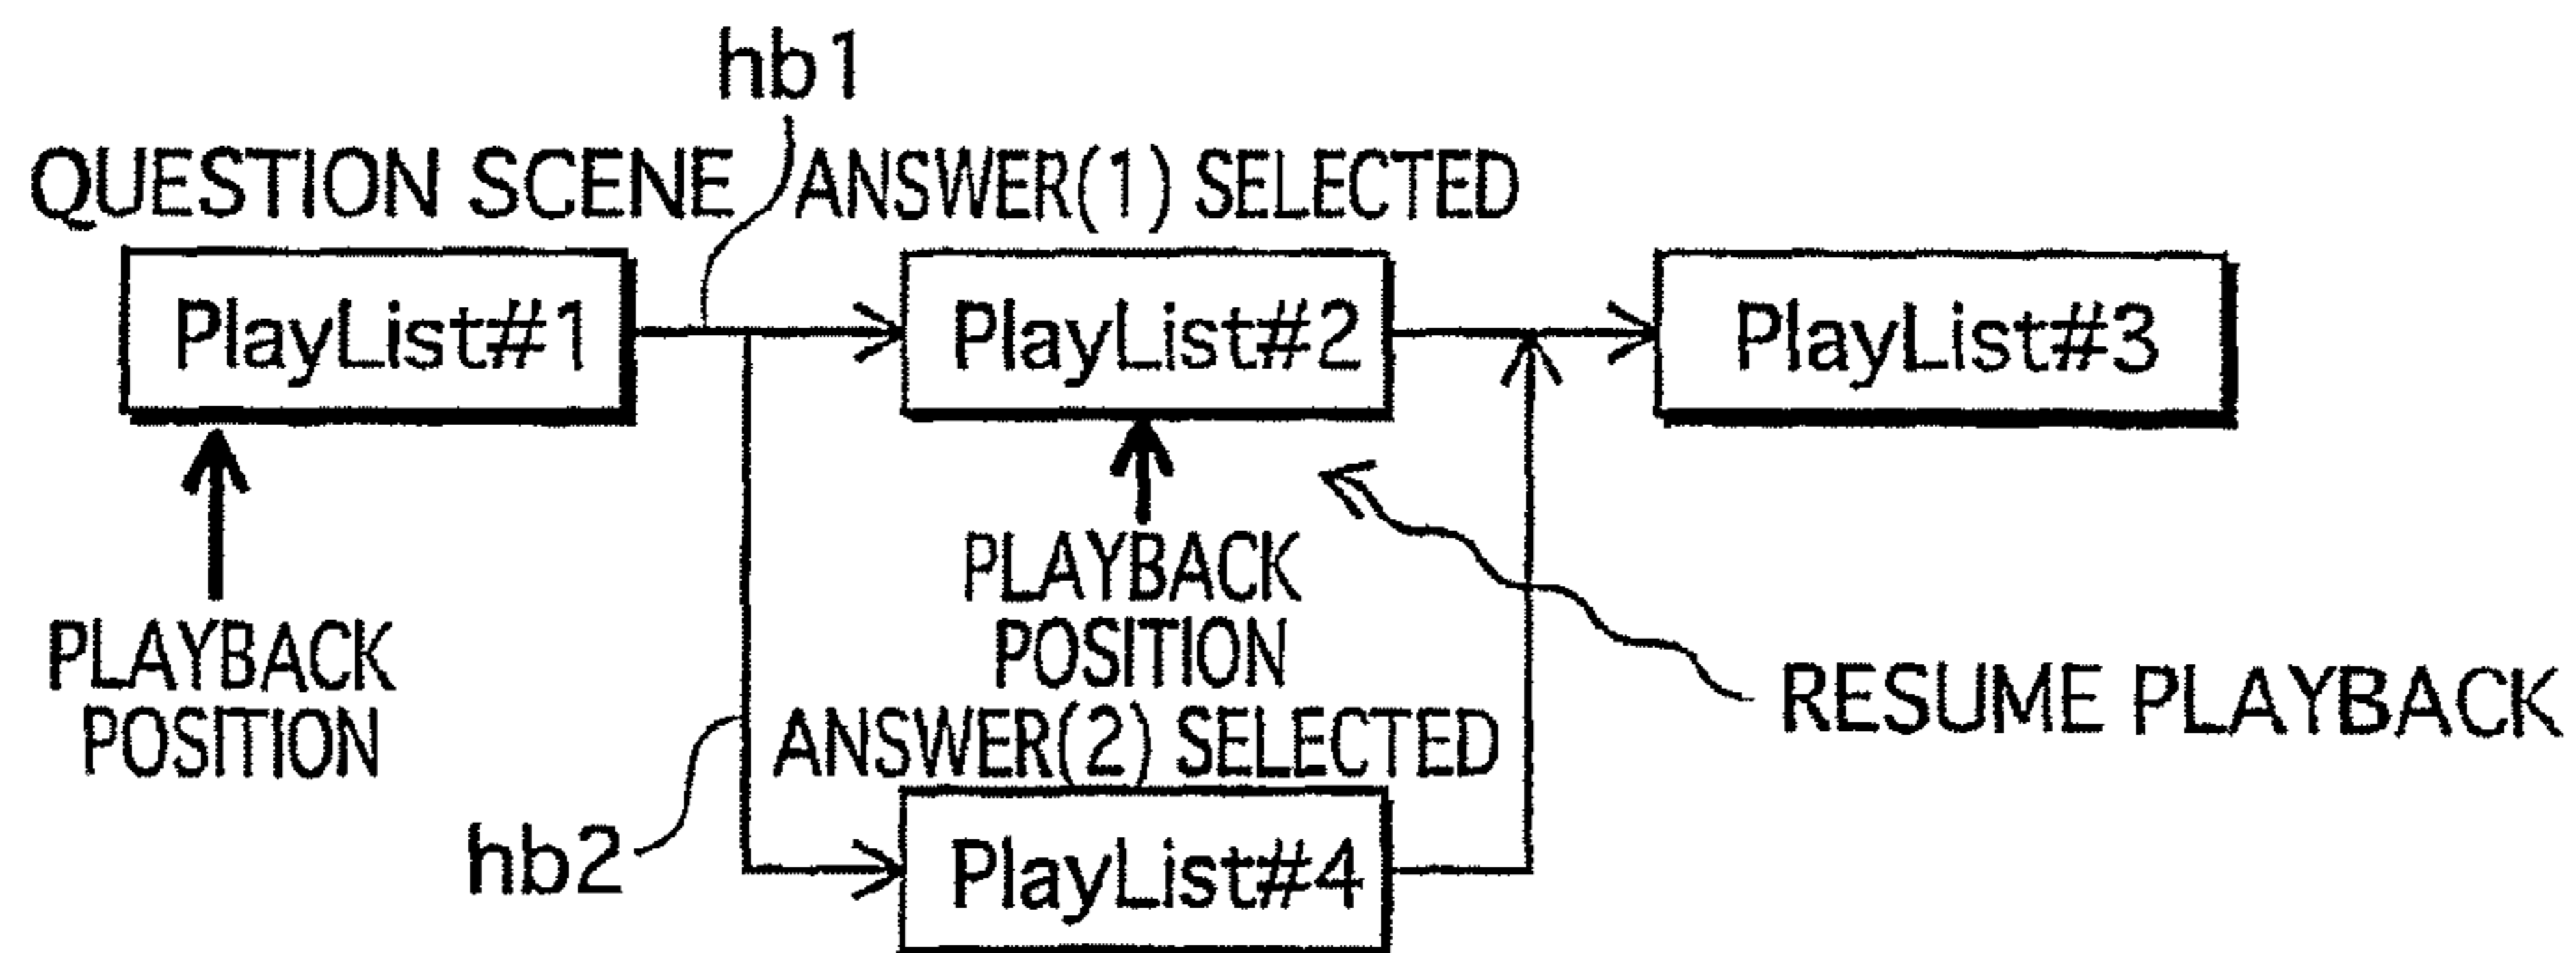 hb1
QUESTION SCENE ANSWER(1) SELECTED
PlayList#1 PlayList#2 PlayList#3
PLAYBACK
POSITION
PLAYBACK
POSITION
RESUME PLAYBACK
ANSWER(2) SELECTED
hb2
PlayList#4